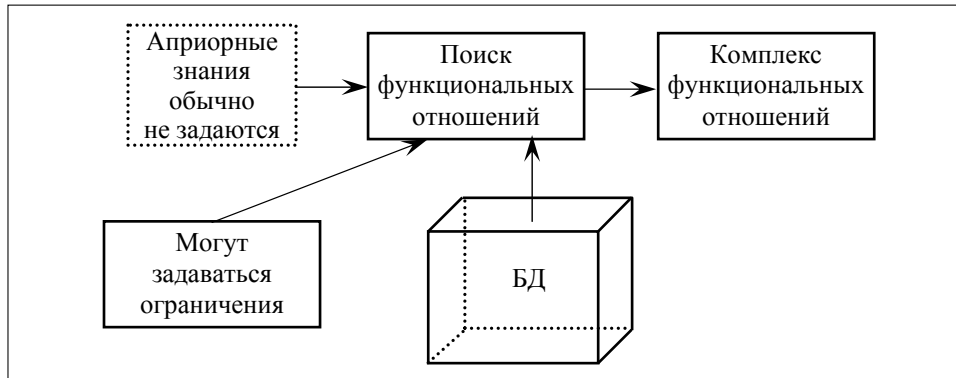 Априорные
знания
обычно
не задаются
Поиск
функциональных
отношений
Комплекс
функциональных
отношений
Могут
задаваться
ограничения
БД